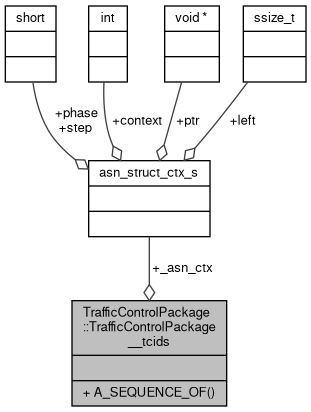 short
int
void *
ssize_t
+phase
+step
+context
+ptr
+left
asn_struct_ctx_s
+_asn_ctx
TrafficControlPackage
::TrafficControlPackage
__tcids
+ A_SEQUENCE_OF()